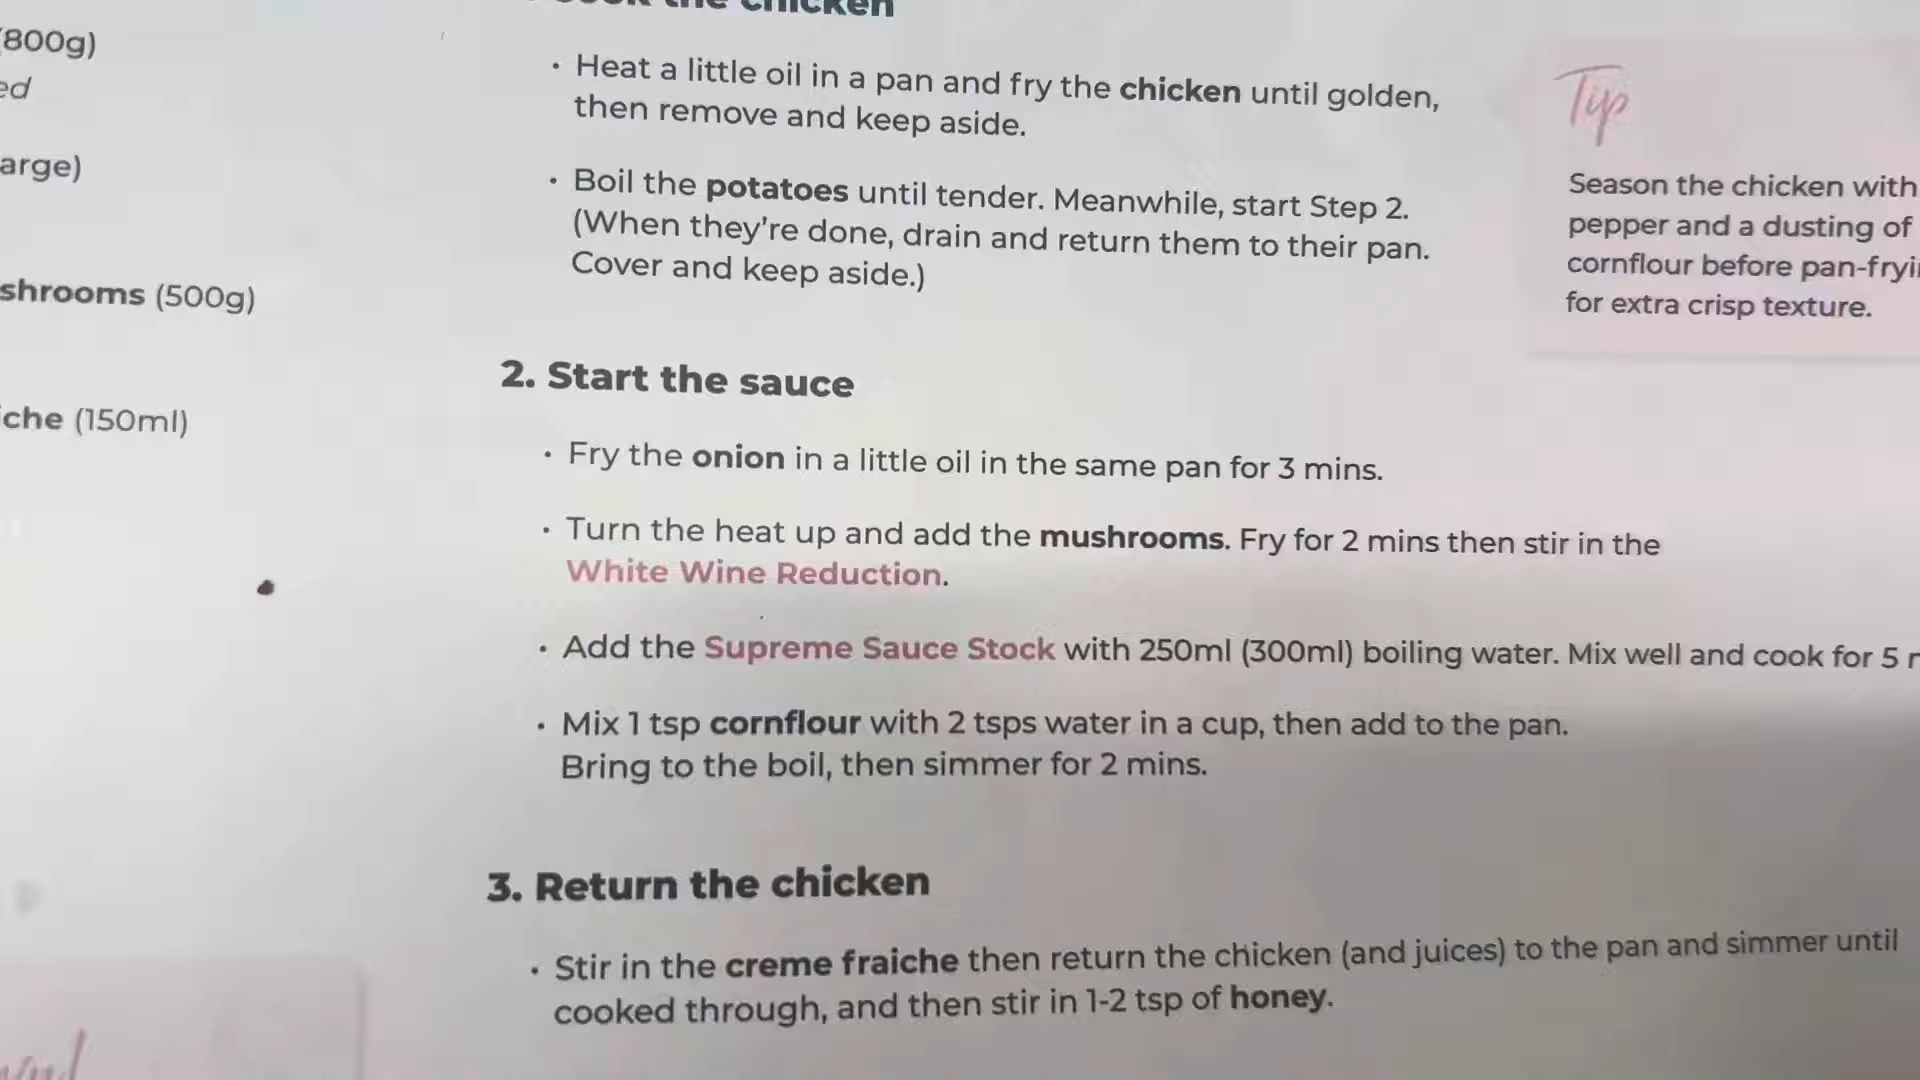 (800g)
arge)
(500g)
(150ml)
the chicken
• Heat a little oil in a pan and fry the chicken until golden,
then remove and keep aside.
• Boil the potatoes until tender. Meanwhile, start Step 2.
(When they're done, drain and return them to their pan.
Cover and keep aside.)
2. Start the sauce
• Fry the onion in a little oil in the same pan for 3 mins.
• Turn the heat up and add the mushrooms. Fry for 2 mins then stir in the
White Wine Reduction.
• Add the Supreme Sauce Stock with 250ml (300ml) boiling water. Mix well and cook for 5
• Mix 1 tsp cornflour with 2 tsps water in a cup, then add to the pan.
Bring to the boil, then simmer for 2 mins.
3. Return the chicken
• Stir in the creme fraiche then return the chicken (and juices) to the pan and simmer until
cooked through, and then stir in 1-2 tsp of honey.
Tip
Season the chicken with
pepper and a dusting of
cornflour before
for extra crisp texture.